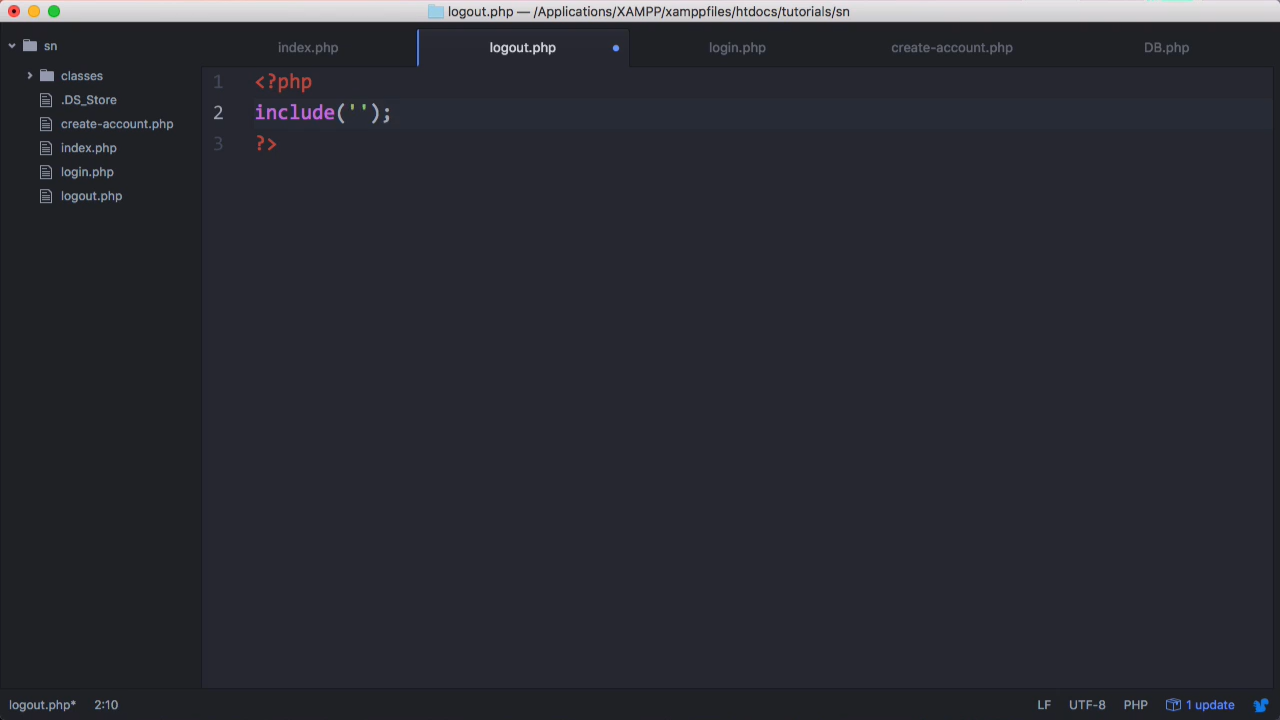 logout.php — /Applications/XAMPP/xamppfiles/htdocs/tutorials/sn
sn
classes
.DS_Store
create-account.php
index.php
login.php
logout.php
index.php
logout.php
login.php
create-account.php
DB.php
1 <?php
2 include('');
3 ?>
logout.php* 2:10
LF UTF-8 PHP 1 update